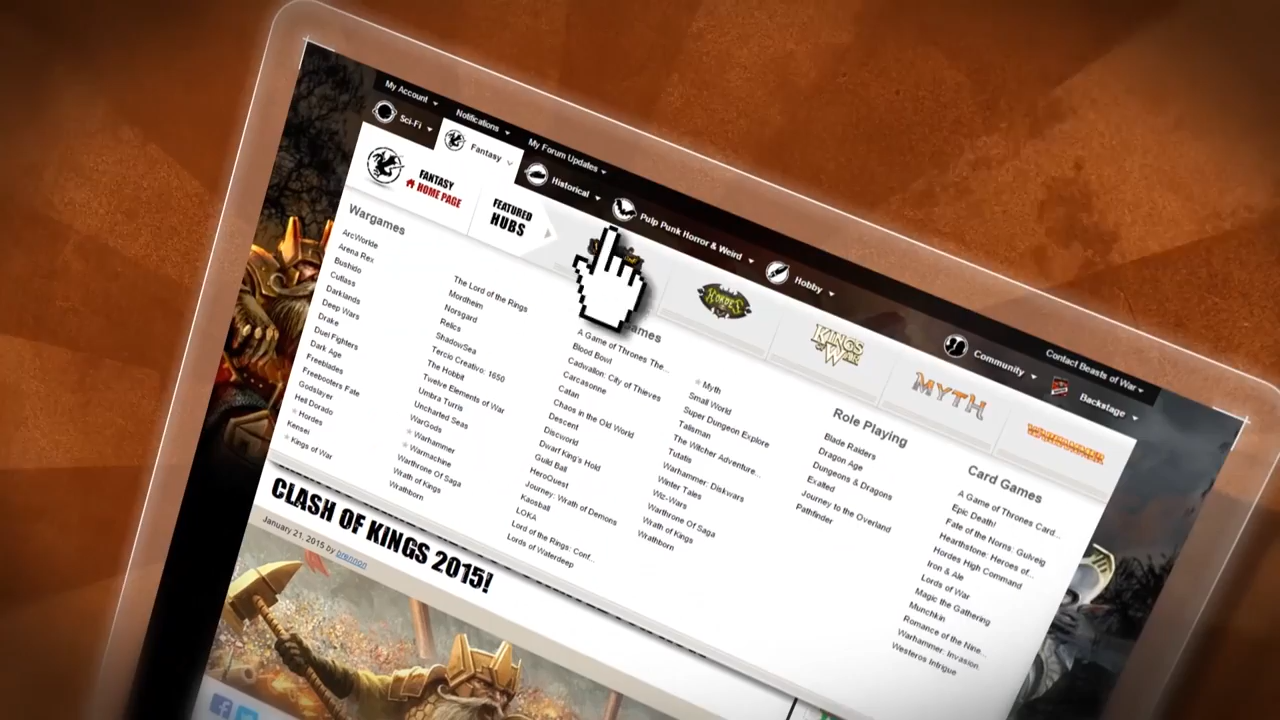 My Account
Notifications
My Forum Updates
Contact Beasts of War
Sci-Fi
Fantasy
Historical
Pulp Punk Horror & Weird
Hobby
Community
Backstage
FANTASY
HOME PAGE
FEATURED
HUBS
HORDES
KINGS
OF WAR
MYTH
WARHAMMER
Wargames
ArcWorlde
Arena Rex
Bushido
Cutlass
Darklands
Deep Wars
Drake
Duel Fighters
Dark Age
Freeblades
Freebooters Fate
Godslayer
Hell Dorado
Hordes
Kensei
Kings of War
The Lord of the Rings
Mordheim
Norsgard
Relics
ShadowSea
Tercio Creativo: 1650
The Hobbit
Twelve Elements of War
Umbra Turris
Uncharted Seas
WarGods
Warhammer
Warmachine
Warthrone Of Saga
Wrath of Kings
Wrathborn
A Game of Thrones The...
Blood Bowl
Cadwallon: City of Thieves
Carcasonne
Catan
Chaos in the Old World
Descent
Discworld
Dwarf King's Hold
Guild Ball
HeroQuest
Journey: Wrath of Demons
Kaosball
LOKA
Lord of the Rings: Conf...
Lords of Waterdeep
Myth
Small World
Super Dungeon Explore
Talisman
The Witcher Adventure...
Tutatis
Warhammer: Diskwars
Winter Tales
Wiz-Wars
Warthrone Of Saga
Wrath of Kings
Wrathborn
Role Playing
Blade Raiders
Dragon Age
Dungeons & Dragons
Exalted
Journey to the Overland
Pathfinder
Card Games
A Game of Thrones Card...
Epic Death!
Fate of the Norns: Gulveig
Hearthstone: Heroes of...
Hordes High Command
Iron & Ale
Lords of War
Magic the Gathering
Munchkin
Romance of the Nine...
Warhammer: Invasion
Westeros Intrigue
CLASH OF KINGS 2015!
January 21, 2015 by brennon